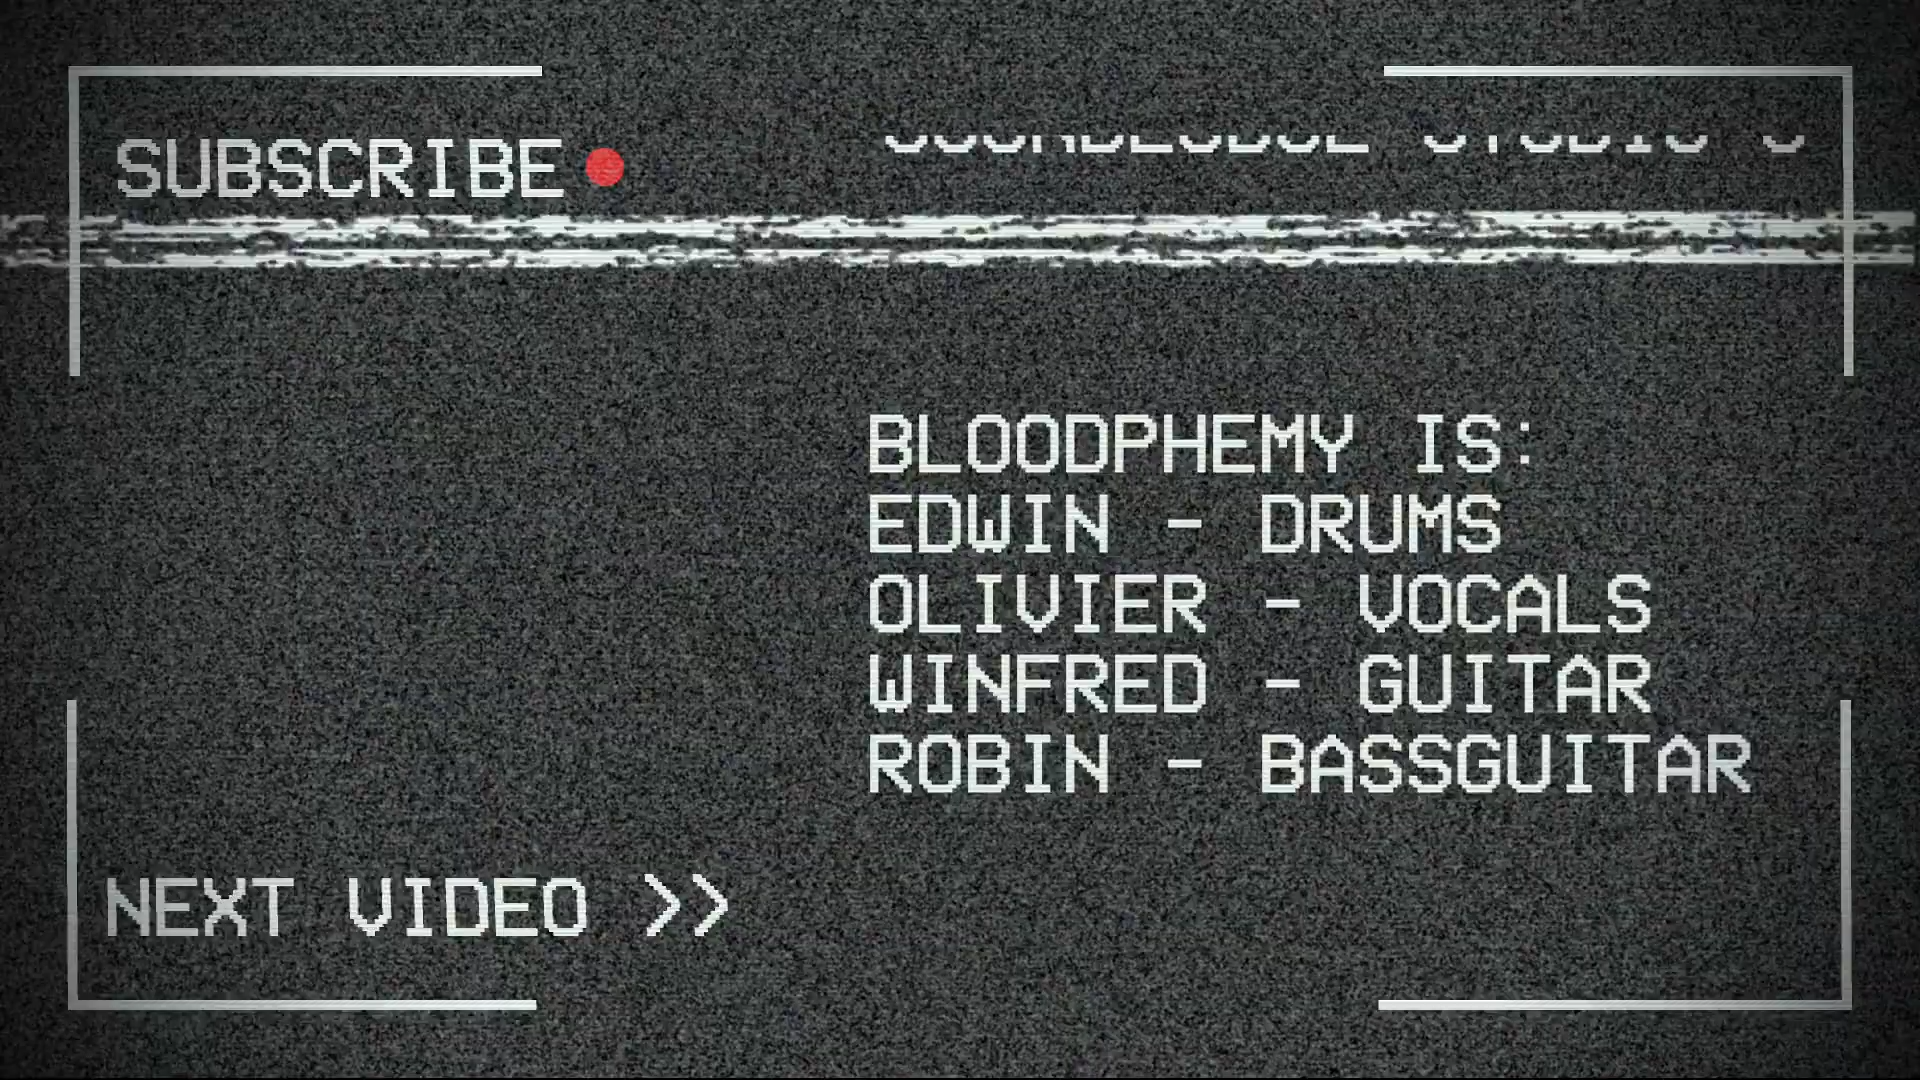 SUBSCRIBE
BLOODPHEMY IS:
EDWIN - DRUMS
OLIVIER - VOCALS
WINFRED - GUITAR
ROBIN - BASSGUITAR
NEXT VIDEO >>